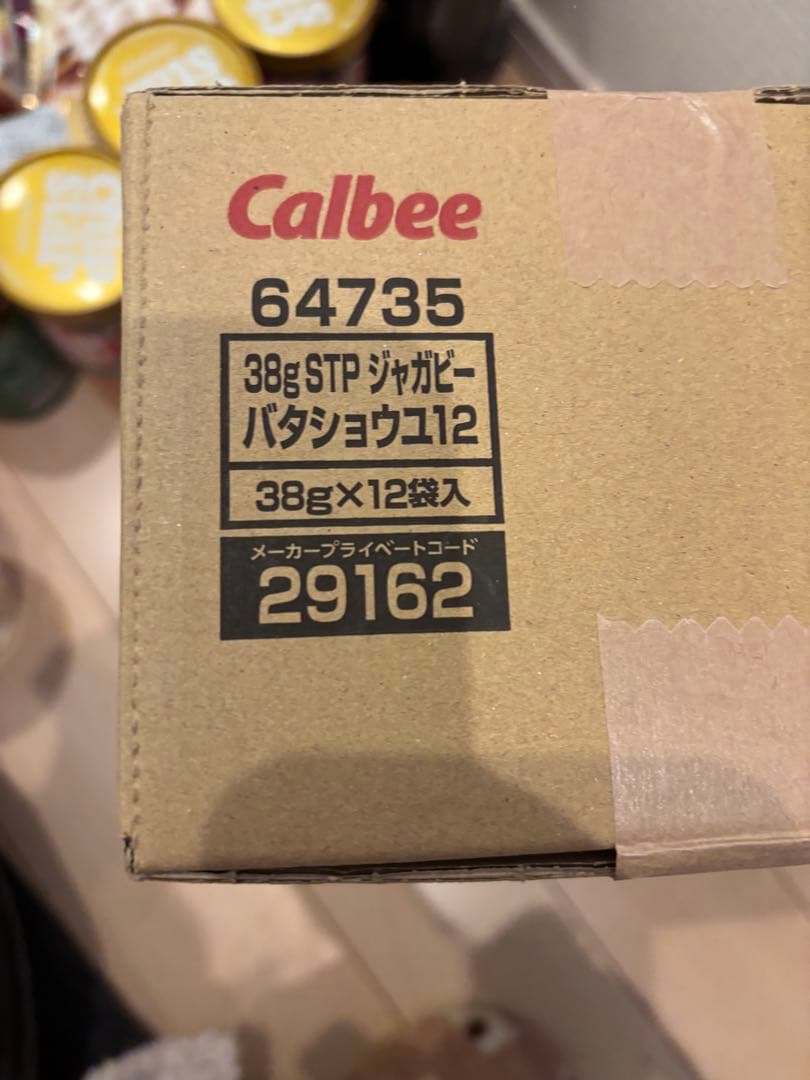 Calbee
64735
38g STP ジャガビー
バタショウユ12
38g×12袋入
メーカープライベートコード
29162